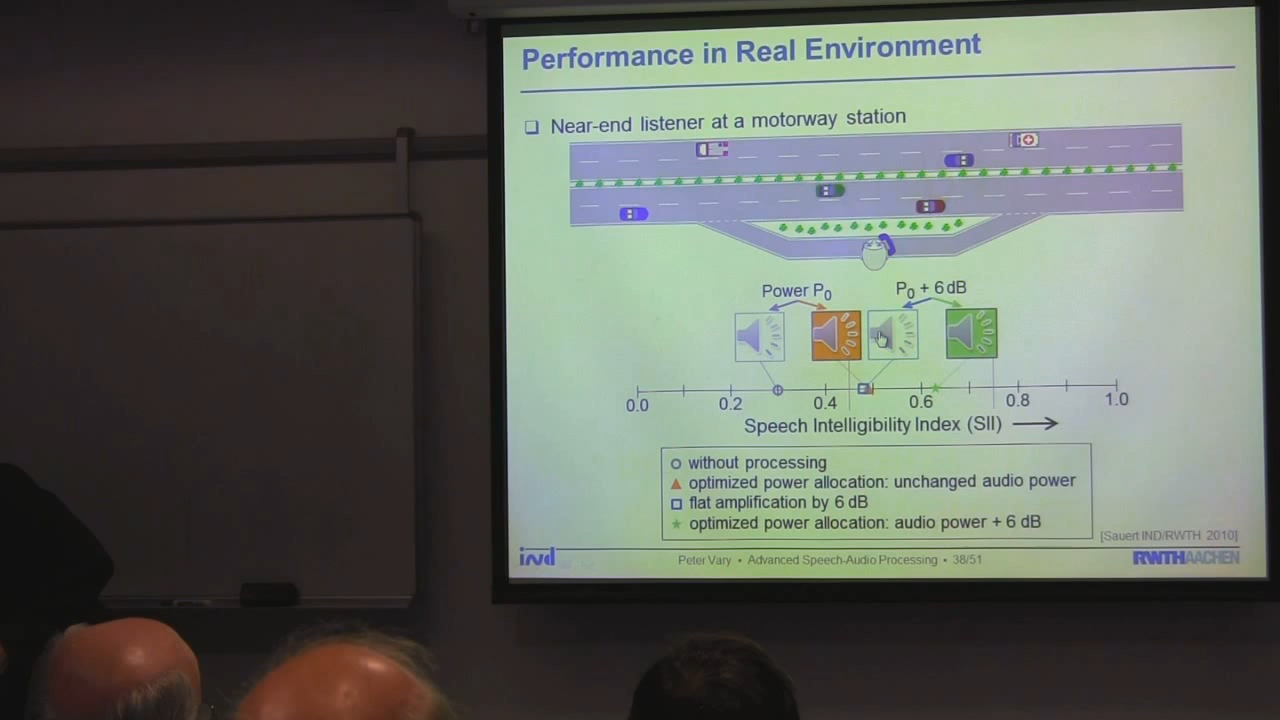 Performance in Real Environment
Near-end listener at a motorway station
Power P0
P0 + 6 dB
0.0 0.2 0.4 0.6 0.8 1.0
Speech Intelligibility Index (SII)
without processing
optimized power allocation: unchanged audio power
flat amplification by 6 dB
optimized power allocation: audio power + 6 dB
[Sauert IND/RWTH 2010]
ind Peter Vary • Advanced Speech-Audio Processing • 38/51 RWTHAACHEN